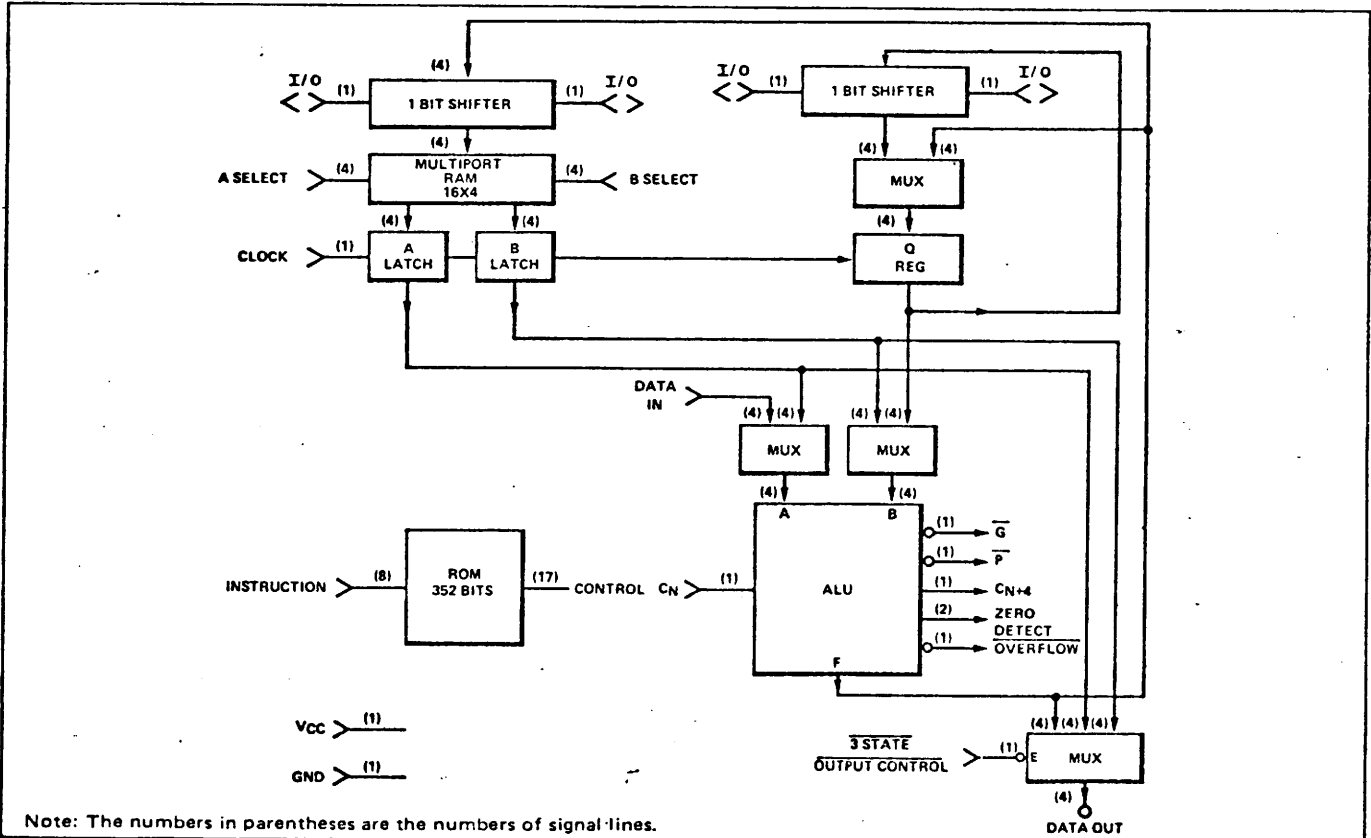 (4)
I/O
(1)
1 BIT SHIFTER
(1)
I/O
I/O
(1)
1 BIT SHIFTER
(1)
I/O
(4)
(4)
(4)
A SELECT
(4)
MULTIPORT
RAM
16X4
(4)
B SELECT
MUX
(4)
(4)
(4)
CLOCK
(1)
A
LATCH
B
LATCH
Q
REG
DATA
IN
(4)
(4)
(4)
(4)
MUX
MUX
(4)
(4)
A
B
INSTRUCTION
(8)
ROM
352 BITS
(17)
CONTROL
CN
(1)
ALU
F
(1)
G
(1)
P
(1)
CN+4
(2)
ZERO
DETECT
(1)
OVERFLOW
VCC
(1)
GND
(1)
(4)
(4)
(4)
3 STATE
OUTPUT CONTROL
(1)
E
MUX
(4)
DATA OUT
Note: The numbers in parentheses are the numbers of signal lines.